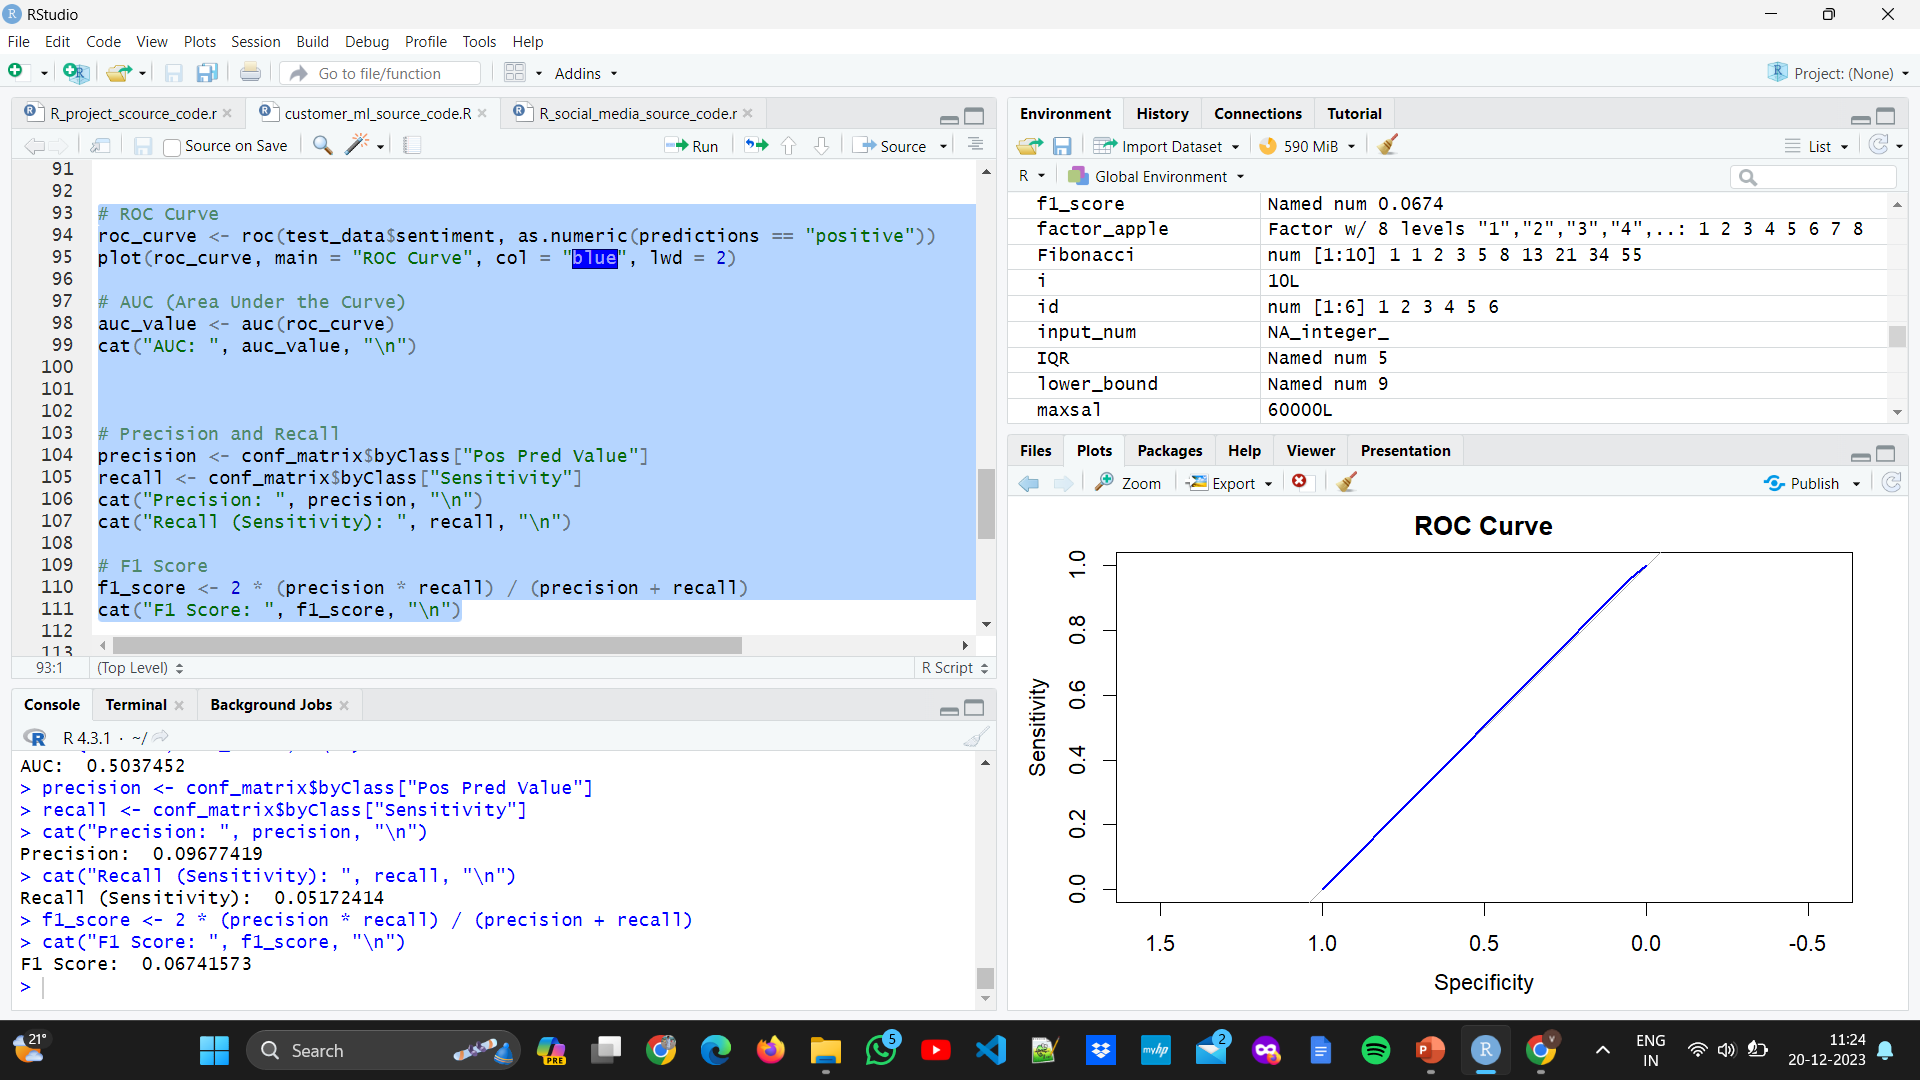 RStudio
File Edit Code View Plots Session Build Debug Profile Tools Help
Go to file/function Addins Project: (None)
R_project_scource_code.r customer_ml_source_code.R R_social_media_source_code.r
Source on Save Run Source
91
92
93 # ROC Curve
94 roc_curve <- roc(test_data$sentiment, as.numeric(predictions == "positive"))
95 plot(roc_curve, main = "ROC Curve", col = "blue", lwd = 2)
96
97 # AUC (Area Under the Curve)
98 auc_value <- auc(roc_curve)
99 cat("AUC: ", auc_value, "\n")
100
101
102
103 # Precision and Recall
104 precision <- conf_matrix$byClass["Pos Pred Value"]
105 recall <- conf_matrix$byClass["Sensitivity"]
106 cat("Precision: ", precision, "\n")
107 cat("Recall (Sensitivity): ", recall, "\n")
108
109 # F1 Score
110 f1_score <- 2 * (precision * recall) / (precision + recall)
111 cat("F1 Score: ", f1_score, "\n")
112
113
93:1 (Top Level) R Script
Console Terminal Background Jobs
R 4.3.1 · ~/
AUC:  0.5037452
> precision <- conf_matrix$byClass["Pos Pred Value"]
> recall <- conf_matrix$byClass["Sensitivity"]
> cat("Precision: ", precision, "\n")
Precision:  0.09677419
> cat("Recall (Sensitivity): ", recall, "\n")
Recall (Sensitivity):  0.05172414
> f1_score <- 2 * (precision * recall) / (precision + recall)
> cat("F1 Score: ", f1_score, "\n")
F1 Score:  0.06741573
>
Environment History Connections Tutorial
Import Dataset 590 MiB List
R Global Environment
f1_score Named num 0.0674
factor_apple Factor w/ 8 levels "1","2","3","4",..: 1 2 3 4 5 6 7 8
Fibonacci num [1:10] 1 1 2 3 5 8 13 21 34 55
i 10L
id num [1:6] 1 2 3 4 5 6
input_num NA_integer_
IQR Named num 5
lower_bound Named num 9
maxsal 60000L
Files Plots Packages Help Viewer Presentation
Zoom Export Publish
ROC Curve
Sensitivity
1.0
0.8
0.6
0.4
0.2
0.0
1.5 1.0 0.5 0.0 -0.5
Specificity
21° Search PRE 5 myhp 2 P R V ENG IN 11:24 20-12-2023